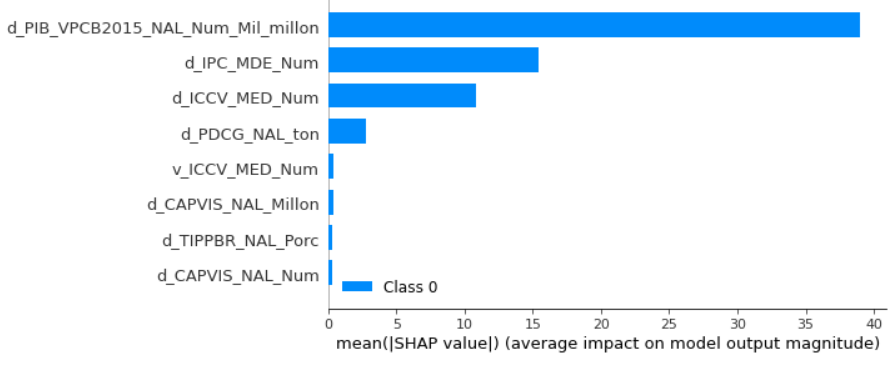 d_PIB_VPCB2015_NAL_Num_Mil_millon
d_IPC_MDE_Num
d_ICCV_MED_Num
d_PDCG_NAL_ton
v_ICCV_MED_Num
d_CAPVIS_NAL_Millon
d_TIPPBR_NAL_Porc
d_CAPVIS_NAL_Num
Class 0
0 5 10 15 20 25 30 35 40
mean(|SHAP value|) (average impact on model output magnitude)